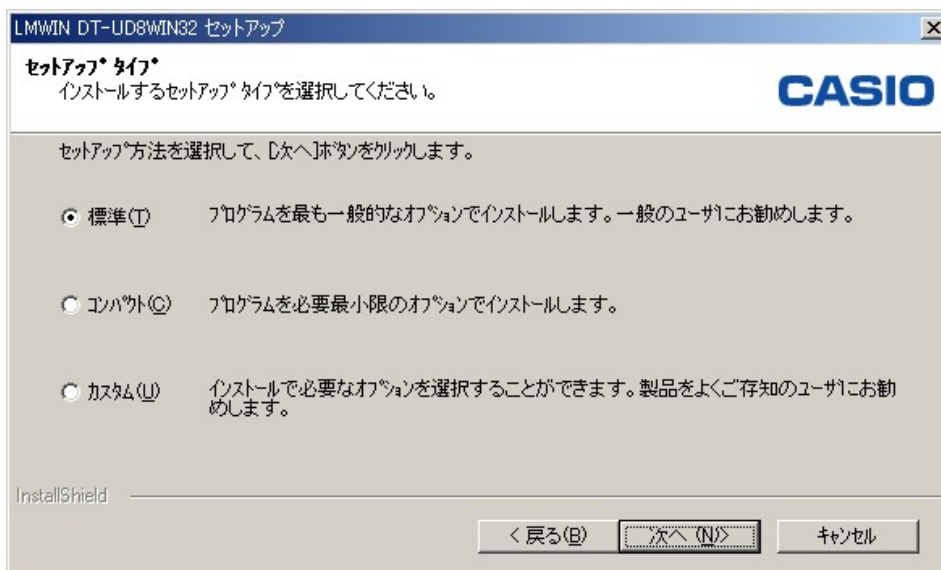 LMWIN DT-UD8WIN32 セットアップ
セットアップ タイプ
インストールするセットアップ タイプを選択してください。
CASIO
セットアップ方法を選択して、[次へ]ボタンをクリックします。
標準(T)
プログラムを最も一般的なオプションでインストールします。一般のユーザにお勧めします。
コンパクト(C)
プログラムを必要最小限のオプションでインストールします。
カスタム(U)
インストールで必要なオプションを選択することができます。製品をよくご存知のユーザにお勧
めします。
InstallShield
< 戻る(B)
次へ (N)>
キャンセル